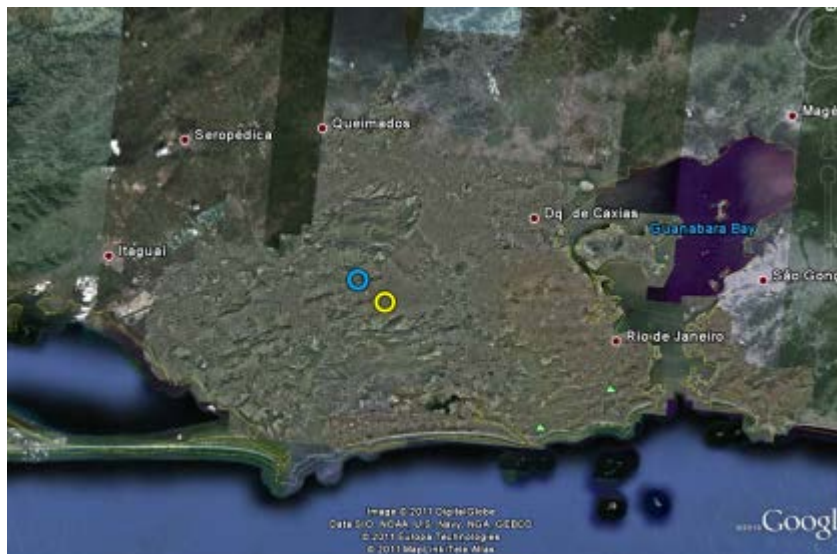 Magé
Queimados
Seropédica
Dq. de Caxias
Guanabara Bay
Itaguaí
São Gonç
Rio de Janeiro
Image © 2011 DigitalGlobe
Data SIO, NOAA, U.S. Navy, NGA, GEBCO
© 2011 Europa Technologies
© 2011 MapLink/Tele Atlas
Google